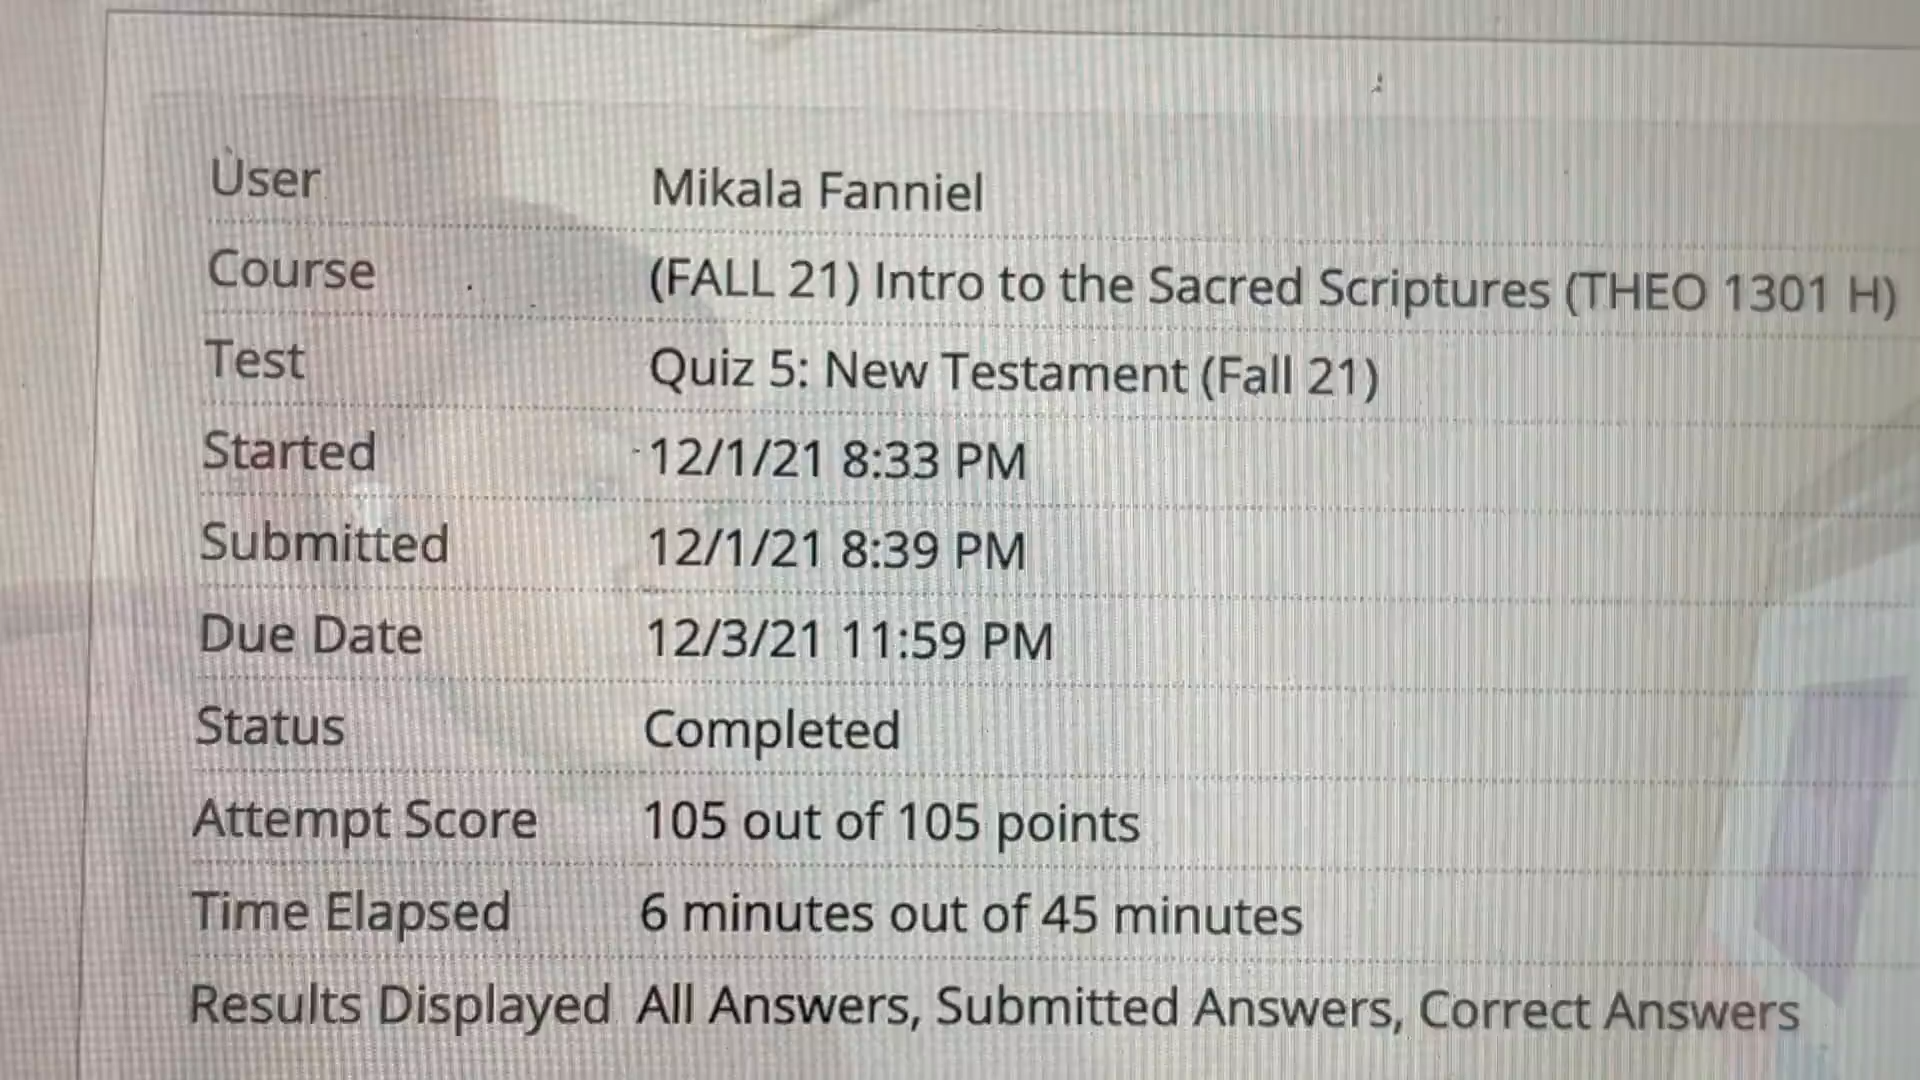 User Mikala Fanniel
Course (FALL 21) Intro to the Sacred Scriptures (THEO 1301 H)
Test Quiz 5: New Testament (Fall 21)
Started 12/1/21 8:33 PM
Submitted 12/1/21 8:39 PM
Due Date 12/3/21 11:59 PM
Status Completed
Attempt Score 105 out of 105 points
Time Elapsed 6 minutes out of 45 minutes
Results Displayed All Answers, Submitted Answers, Correct Answers